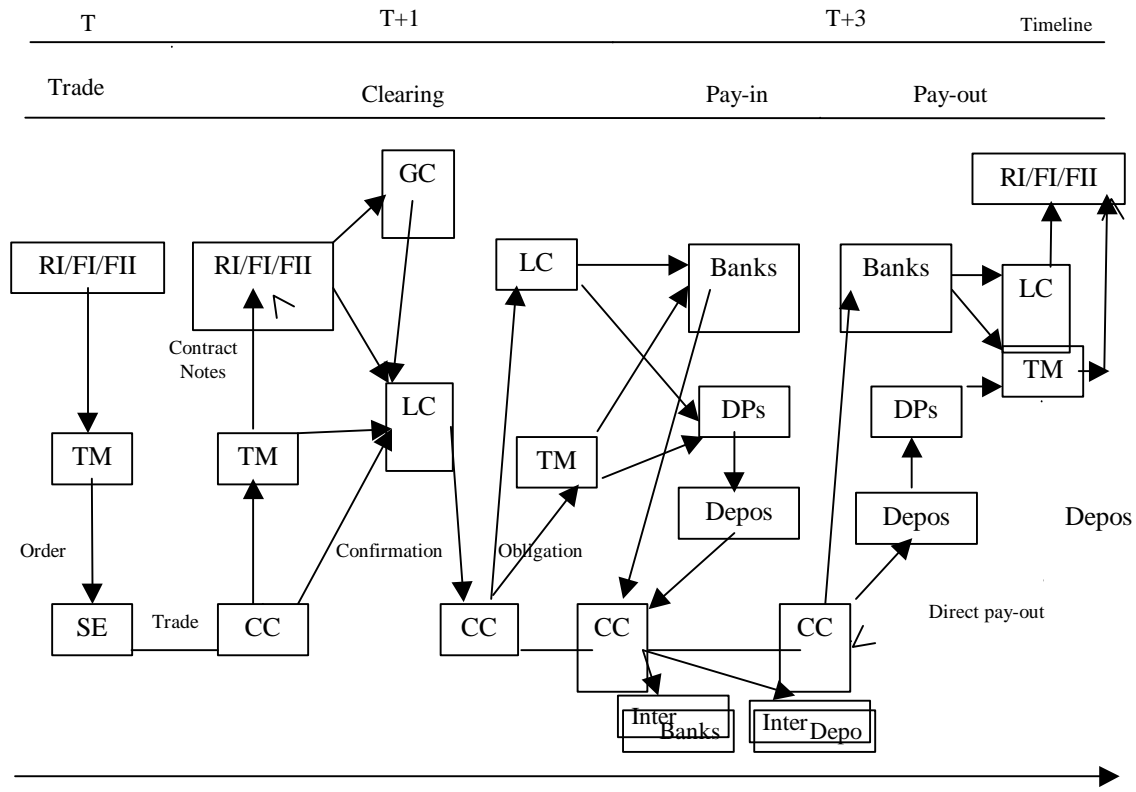 T
T+1
T+3
Timeline
Trade
Clearing
Pay-in
Pay-out
GC
RI/FI/FII
RI/FI/FII
RI/FI/FII
LC
Banks
Banks
LC
Contract
Notes
TM
LC
DPs
DPs
TM
TM
TM
Depos
Depos
Depos
Order
Confirmation
Obligation
SE
Trade
CC
CC
CC
CC
Direct pay-out
Inter
Banks
Inter
Depo